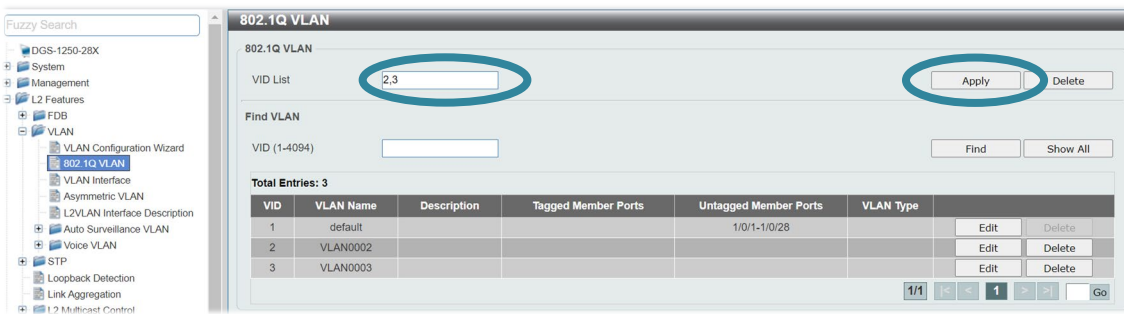 Fuzzy Search
DGS-1250-28X
System
Management
L2 Features
FDB
VLAN
VLAN Configuration Wizard
802.1Q VLAN
VLAN Interface
Asymmetric VLAN
L2VLAN Interface Description
Auto Surveillance VLAN
Voice VLAN
STP
Loopback Detection
Link Aggregation
L2 Multicast Control
802.1Q VLAN
802.1Q VLAN
VID List 2,3 Apply Delete
Find VLAN
VID (1-4094) Find Show All
Total Entries: 3
VID VLAN Name Description Tagged Member Ports Untagged Member Ports VLAN Type
1 default 1/0/1-1/0/28 Edit Delete
2 VLAN0002 Edit Delete
3 VLAN0003 Edit Delete
1/1 |< < 1 > >| Go